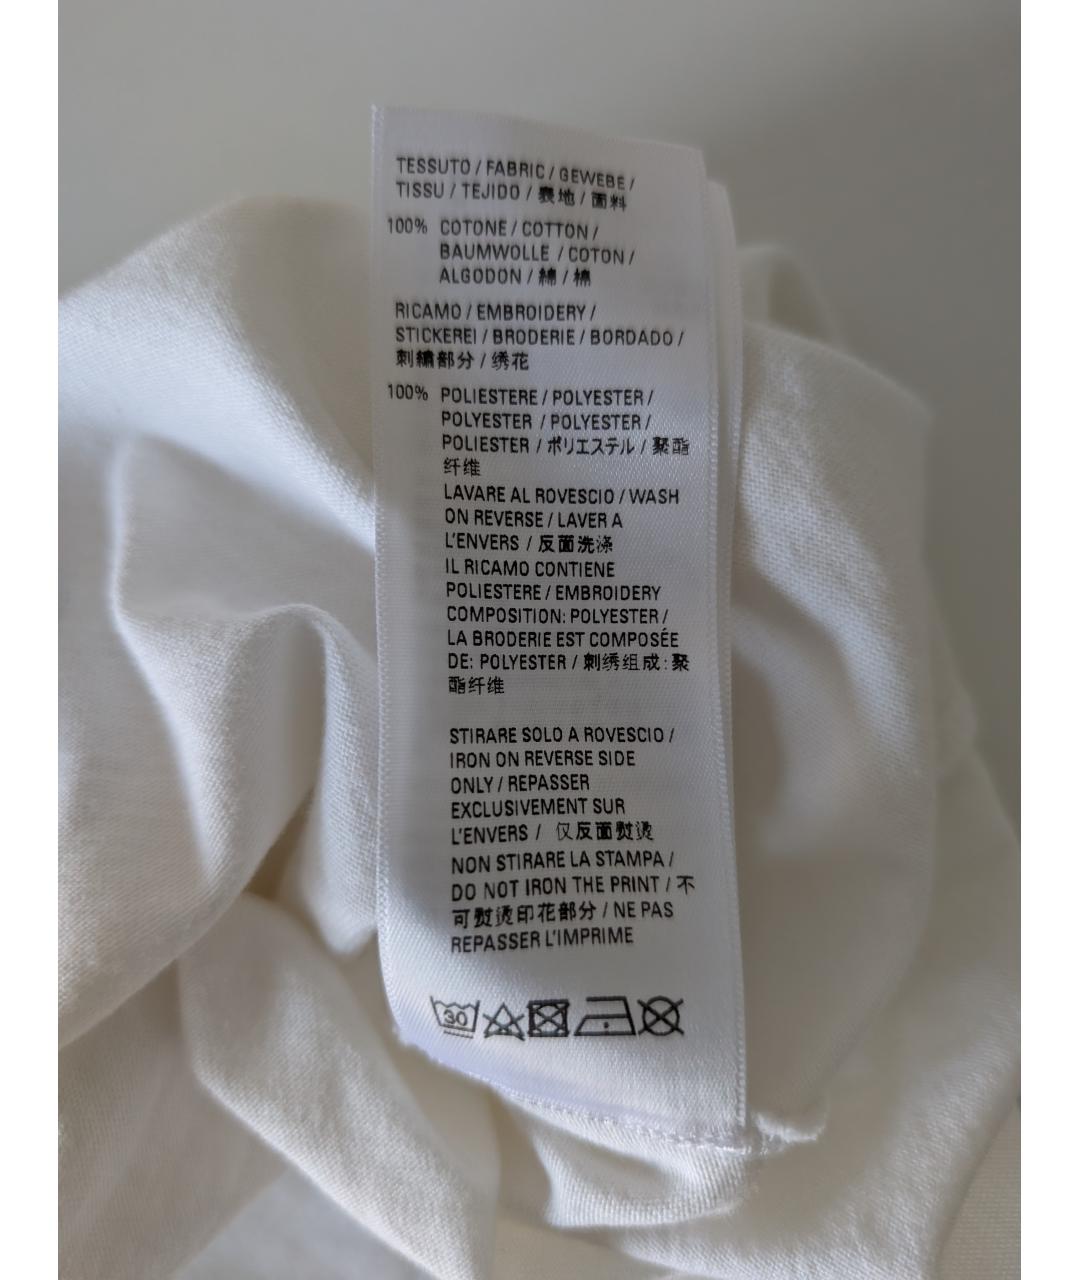 TESSUTO / FABRIC / GEWEBE /
TISSU / TEJIDO / 表地 / 面料
100% COTONE / COTTON /
BAUMWOLLE / COTON /
ALGODON / 綿 / 棉
RICAMO / EMBROIDERY /
STICKEREI / BRODERIE / BORDADO /
刺繍部分 / 绣花
100% POLIESTERE / POLYESTER /
POLYESTER / POLYESTER /
POLIESTER / ポリエステル / 聚酯
纤维
LAVARE AL ROVESCIO / WASH
ON REVERSE / LAVER A
L'ENVERS / 反面洗涤
IL RICAMO CONTIENE
POLIESTERE / EMBROIDERY
COMPOSITION: POLYESTER /
LA BRODERIE EST COMPOSÉE
DE: POLYESTER / 刺绣组成: 聚
酯纤维
STIRARE SOLO A ROVESCIO /
IRON ON REVERSE SIDE
ONLY / REPASSER
EXCLUSIVEMENT SUR
L'ENVERS / 仅反面熨烫
NON STIRARE LA STAMPA /
DO NOT IRON THE PRINT / 不
可熨烫印花部分 / NE PAS
REPASSER L'IMPRIME
30